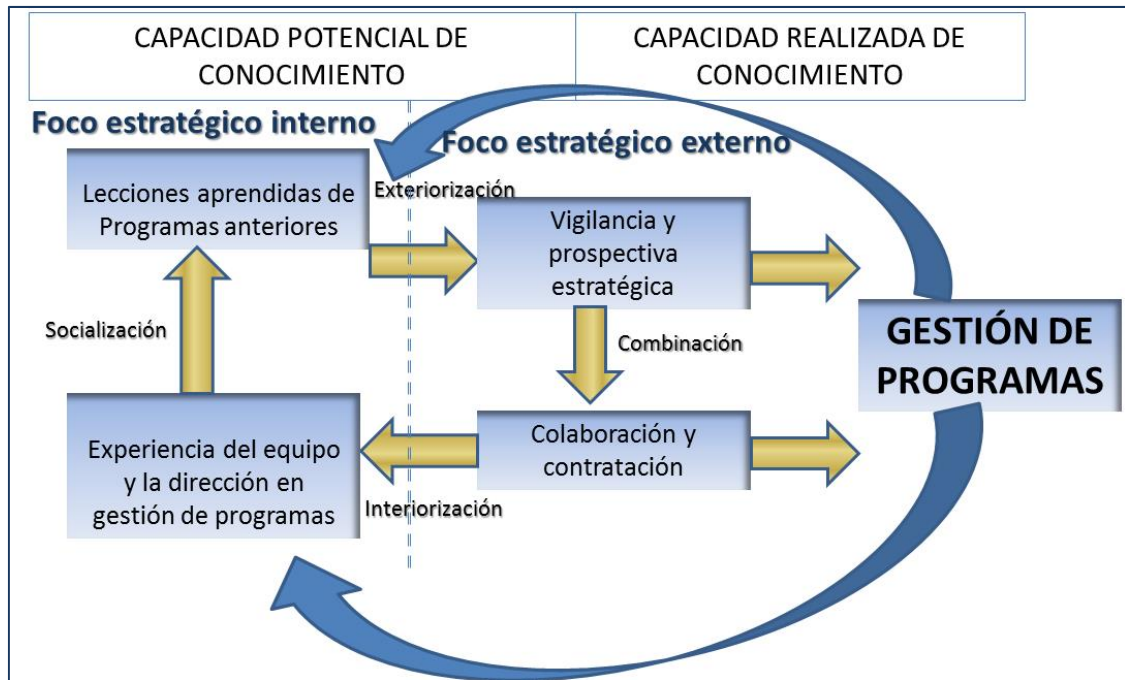 CAPACIDAD POTENCIAL DE
CONOCIMIENTO
CAPACIDAD REALIZADA DE
CONOCIMIENTO
Foco estratégico interno
Foco estratégico externo
Lecciones aprendidas de
Programas anteriores
Exteriorización
Vigilancia y
prospectiva
estratégica
Socialización
Combinación
GESTIÓN DE
PROGRAMAS
Experiencia del equipo
y la dirección en
gestión de programas
Interiorización
Colaboración y
contratación